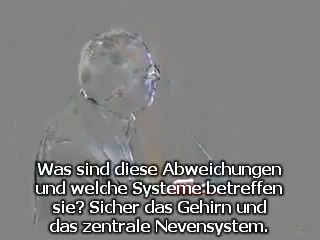 Was sind diese Abweichungen
und welche Systeme betreffen
sie? Sicher das Gehirn und
das zentrale Nevensystem.